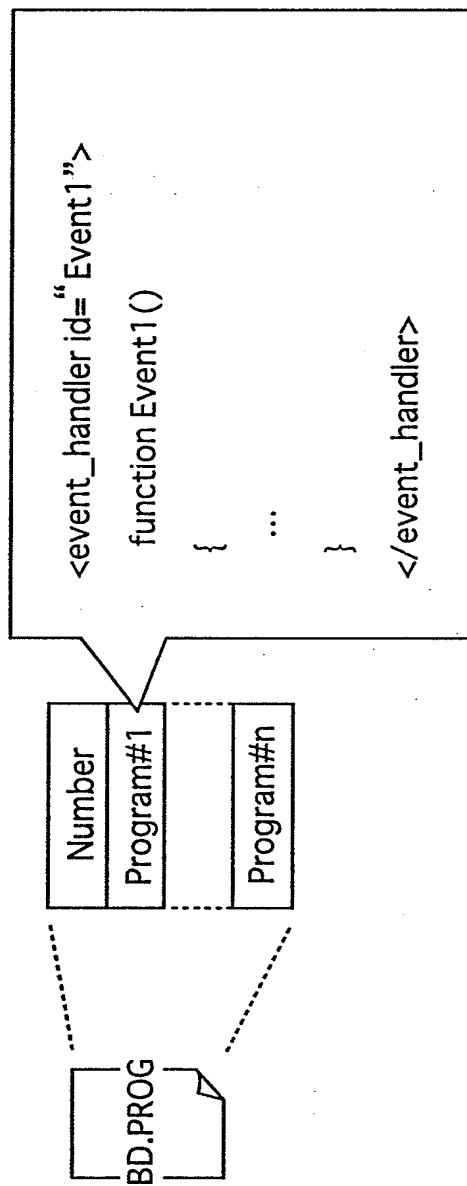 BD.PROG
Number
Program#1
Program#n
<event_handler id=“Event1”>
function Event1()
{
...
}
</event_handler>